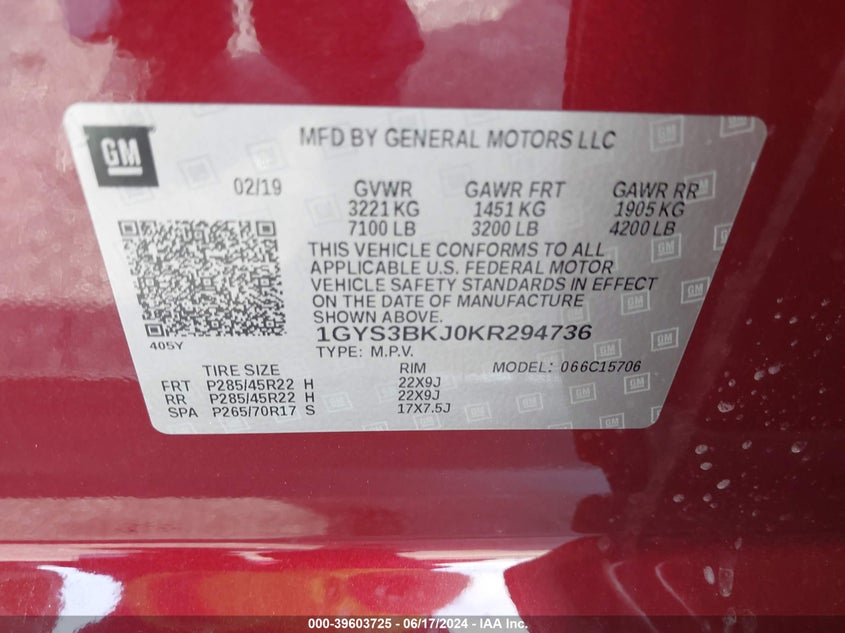 GM
MFD BY GENERAL MOTORS LLC
02/19 GVWR GAWR FRT GAWR RR
3221 KG 1451 KG 1905 KG
7100 LB 3200 LB 4200 LB
THIS VEHICLE CONFORMS TO ALL
APPLICABLE U.S. FEDERAL MOTOR
VEHICLE SAFETY STANDARDS IN EFFECT
ON THE DATE OF MANUFACTURE
SHOWN ABOVE.
1GYS3BKJ0KR294736
405Y
TYPE: M.P.V.
TIRE SIZE RIM MODEL: 066C15706
FRT P285/45R22 H 22X9J
RR P285/45R22 H 22X9J
SPA P265/70R17 S 17X7.5J
000-39603725 - 06/17/2024 - IAA Inc.